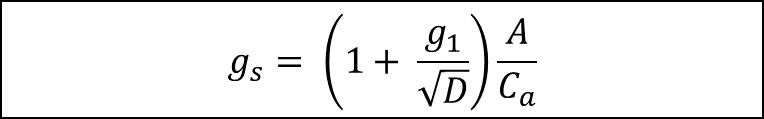 g_s = (1 + g_1/√D) A/C_a